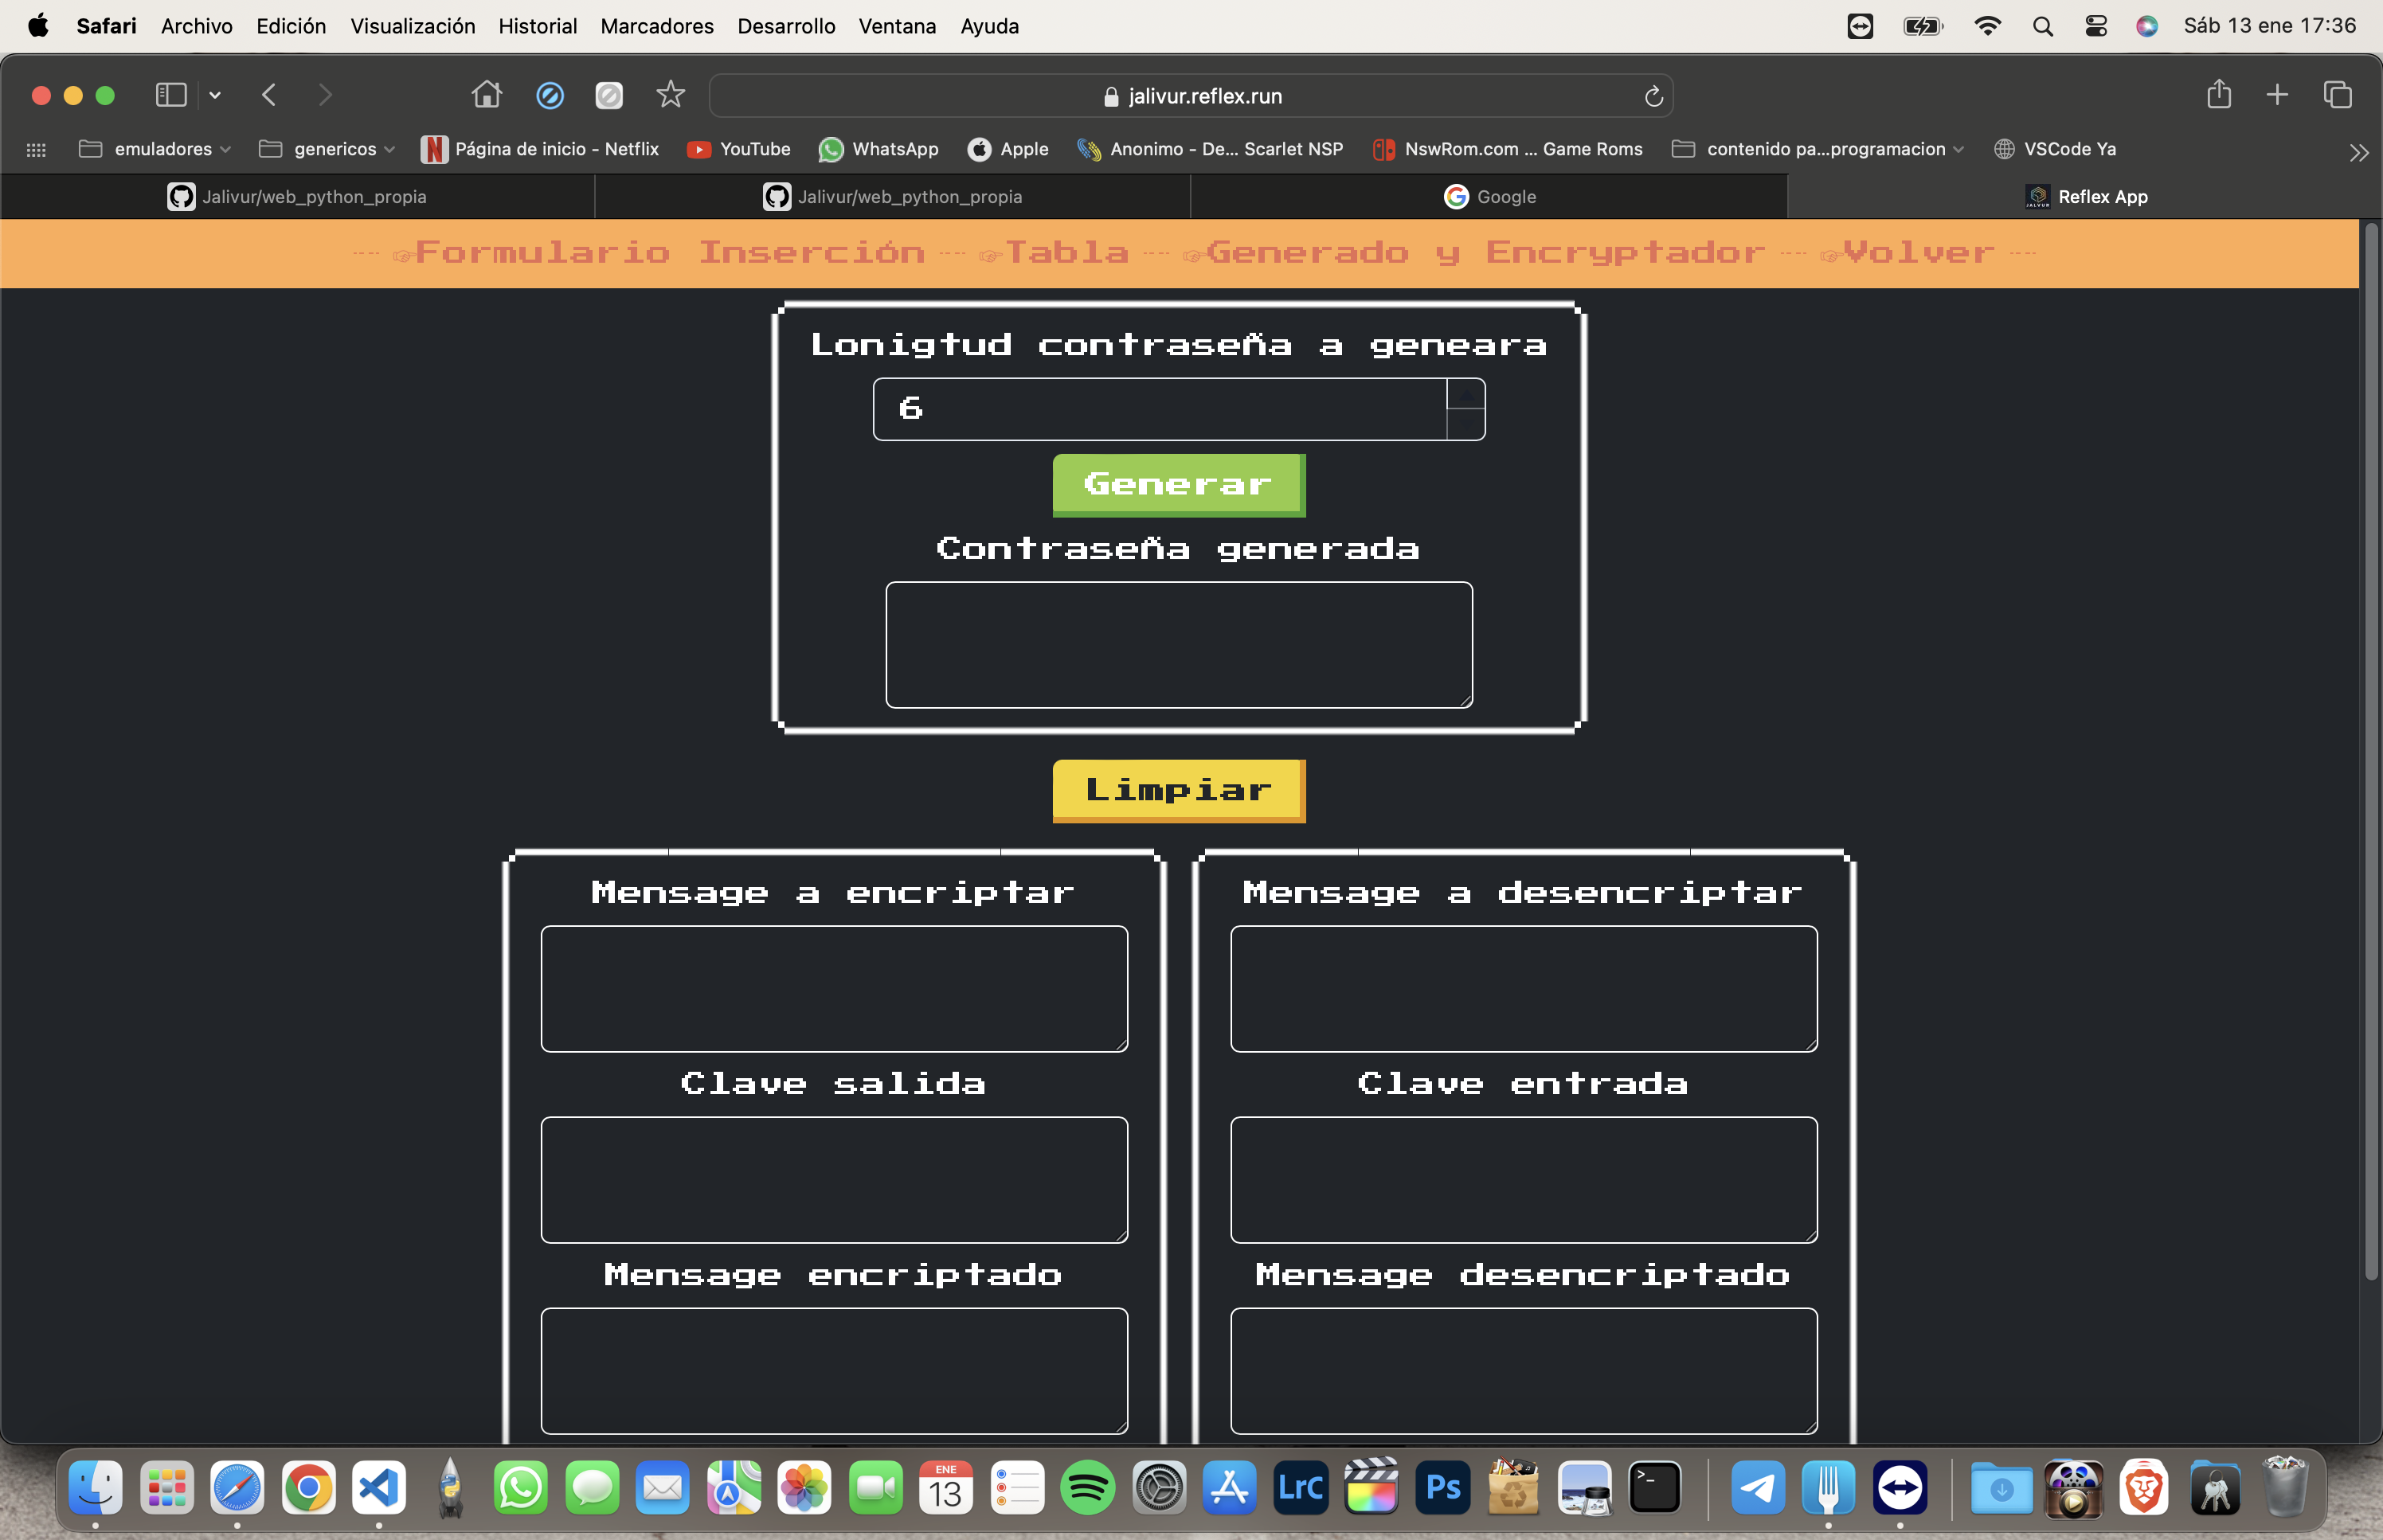 Safari Archivo Edición Visualización Historial Marcadores Desarrollo Ventana Ayuda Sáb 13 ene 17:36
jalivur.reflex.run
emuladores genericos Página de inicio - Netflix YouTube WhatsApp Apple Anonimo - De... Scarlet NSP NswRom.com ... Game Roms contenido pa...programacion VSCode Ya
Jalivur/web_python_propia Jalivur/web_python_propia Google Reflex App
-- ☞Formulario Inserción -- ☞Tabla -- ☞Generado y Encryptador -- ☞Volver --
Lonigtud contraseña a geneara
6
Generar
Contraseña generada
Limpiar
Mensage a encriptar Mensage a desencriptar
Clave salida Clave entrada
Mensage encriptado Mensage desencriptado
ENE
13 LrC Ps >_